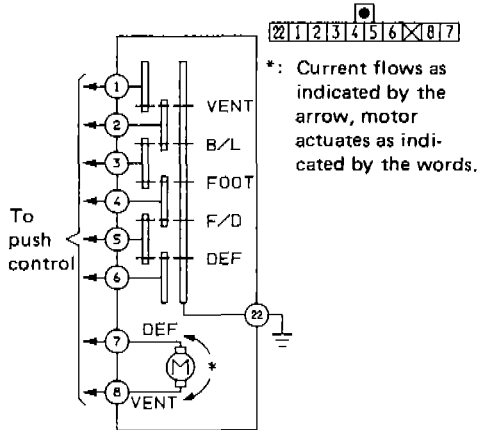 22 1 2 3 4 5 6 8 7
*: Current flows as
indicated by the
arrow, motor
actuates as indi-
cated by the words.
1
VENT
2
B/L
3
FOOT
4
F/D
To
push
control
5
DEF
6
22
7
DEF
M
*
8
VENT